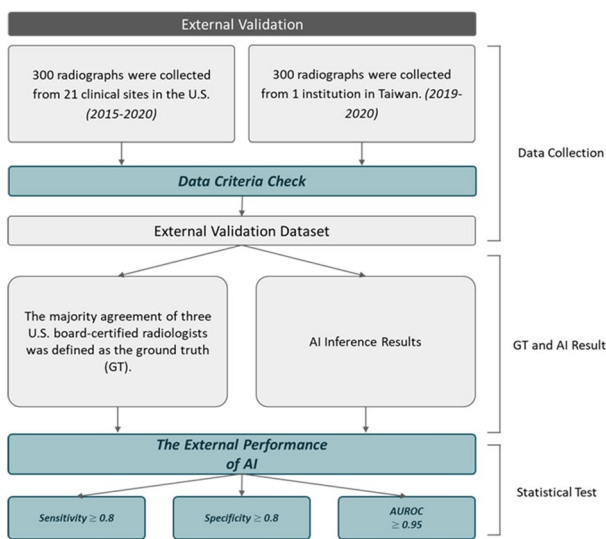 External Validation
300 radiographs were collected
from 21 clinical sites in the U.S.
(2015-2020)
300 radiographs were collected
from 1 institution in Taiwan. (2019-
2020)
Data Collection
Data Criteria Check
External Validation Dataset
The majority agreement of three
U.S. board-certified radiologists
was defined as the ground truth
(GT).
AI Inference Results
GT and AI Result
The External Performance
of AI
Statistical Test
Sensitivity ≥ 0.8
Specificity ≥ 0.8
AUROC
≥ 0.95